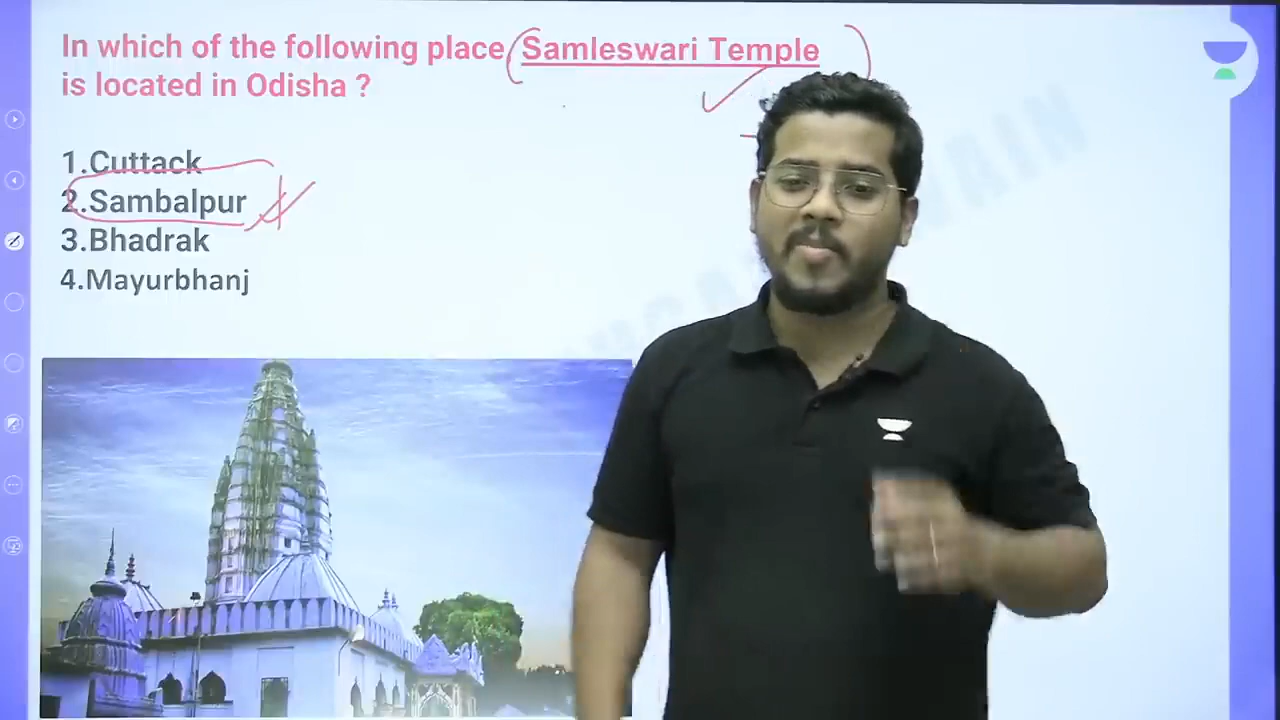 In which of the following place (Samleswari Temple )
is located in Odisha ?
1.Cuttack
2.Sambalpur
3.Bhadrak
4.Mayurbhanj